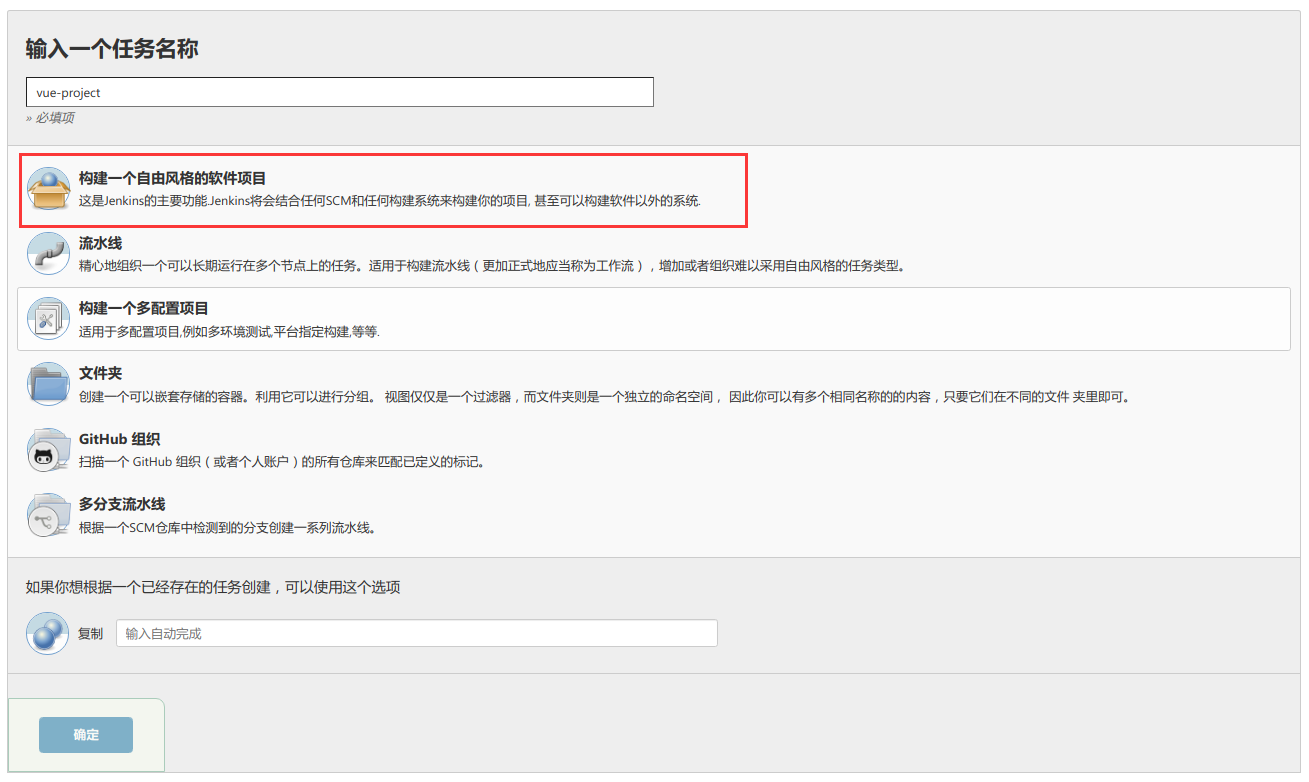 输入一个任务名称
vue-project
» 必填项
构建一个自由风格的软件项目
这是Jenkins的主要功能.Jenkins将会结合任何SCM和任何构建系统来构建你的项目, 甚至可以构建软件以外的系统.
流水线
精心地组织一个可以长期运行在多个节点上的任务。适用于构建流水线（更加正式地应当称为工作流），增加或者组织难以采用自由风格的任务类型。
构建一个多配置项目
适用于多配置项目,例如多环境测试,平台指定构建,等等.
文件夹
创建一个可以嵌套存储的容器。利用它可以进行分组。 视图仅仅是一个过滤器，而文件夹则是一个独立的命名空间， 因此你可以有多个相同名称的的内容，只要它们在不同的文件 夹里即可。
GitHub 组织
扫描一个 GitHub 组织（或者个人账户）的所有仓库来匹配已定义的标记。
多分支流水线
根据一个SCM仓库中检测到的分支创建一系列流水线。
如果你想根据一个已经存在的任务创建，可以使用这个选项
复制 输入自动完成
确定